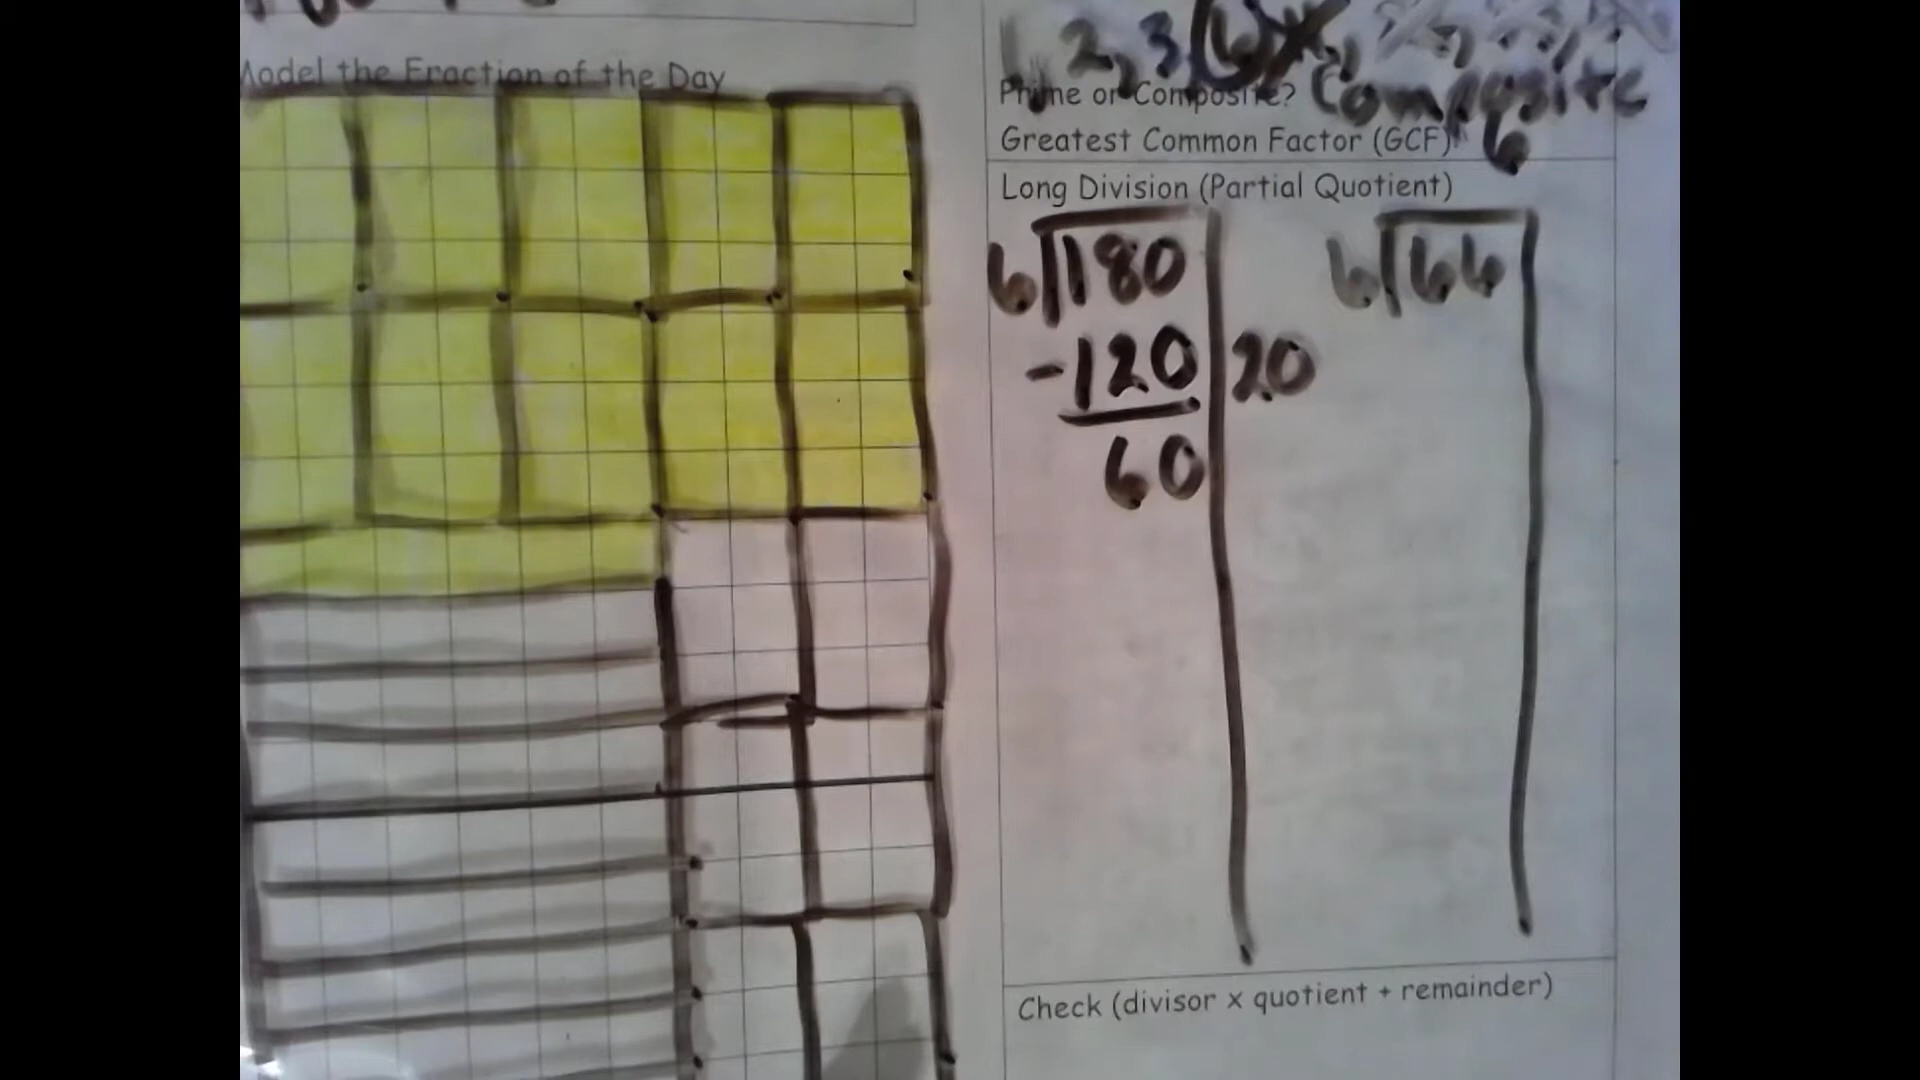 Model the Fraction of the Day
2, 3, 6
Prime or Composite? Composite
Greatest Common Factor (GCF) 6
Long Division (Partial Quotient)
6 180
-120 20
60
6 66
Check (divisor x quotient + remainder)